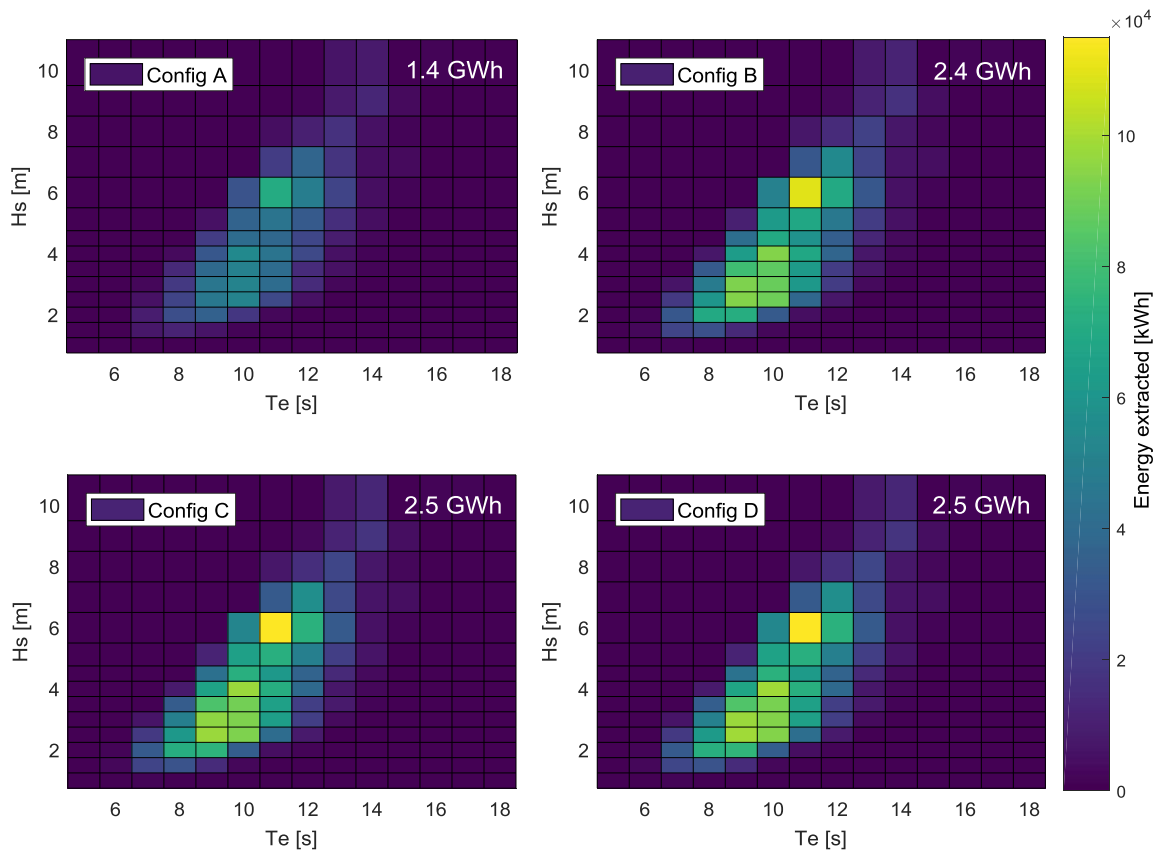 ×10⁴
Config A
1.4 GWh
10
8
6
4
2
Hs [m]
6 8 10 12 14 16 18
Te [s]
Config B
2.4 GWh
10
8
6
4
2
Hs [m]
6 8 10 12 14 16 18
Te [s]
Config C
2.5 GWh
10
8
6
4
2
Hs [m]
6 8 10 12 14 16 18
Te [s]
Config D
2.5 GWh
10
8
6
4
2
Hs [m]
6 8 10 12 14 16 18
Te [s]
10
8
6
4
2
0
Energy extracted [kWh]